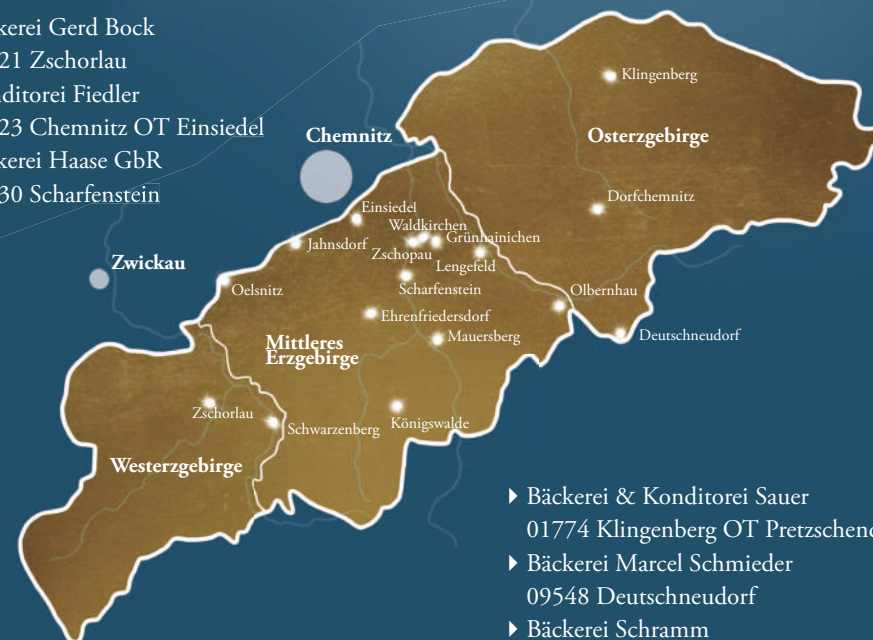 kerei Gerd Bock
21 Zschorlau
nditorei Fiedler
23 Chemnitz OT Einsiedel
kerei Haase GbR
30 Scharfenstein
Klingenberg
Chemnitz
Osterzgebirge
Dorfchemnitz
Einsiedel
Waldkirchen
Grünhainichen
Jahnsdorf
Zschopau
Lengefeld
Zwickau
Scharfenstein
Oelsnitz
Olbernhau
Ehrenfriedersdorf
Deutschneudorf
Mauersberg
Mittleres
Erzgebirge
Zschorlau
Königswalde
Schwarzenberg
Westerzgebirge
Bäckerei & Konditorei Sauer
01774 Klingenberg OT Pretzschen
Bäckerei Marcel Schmieder
09548 Deutschneudorf
Bäckerei Schramm